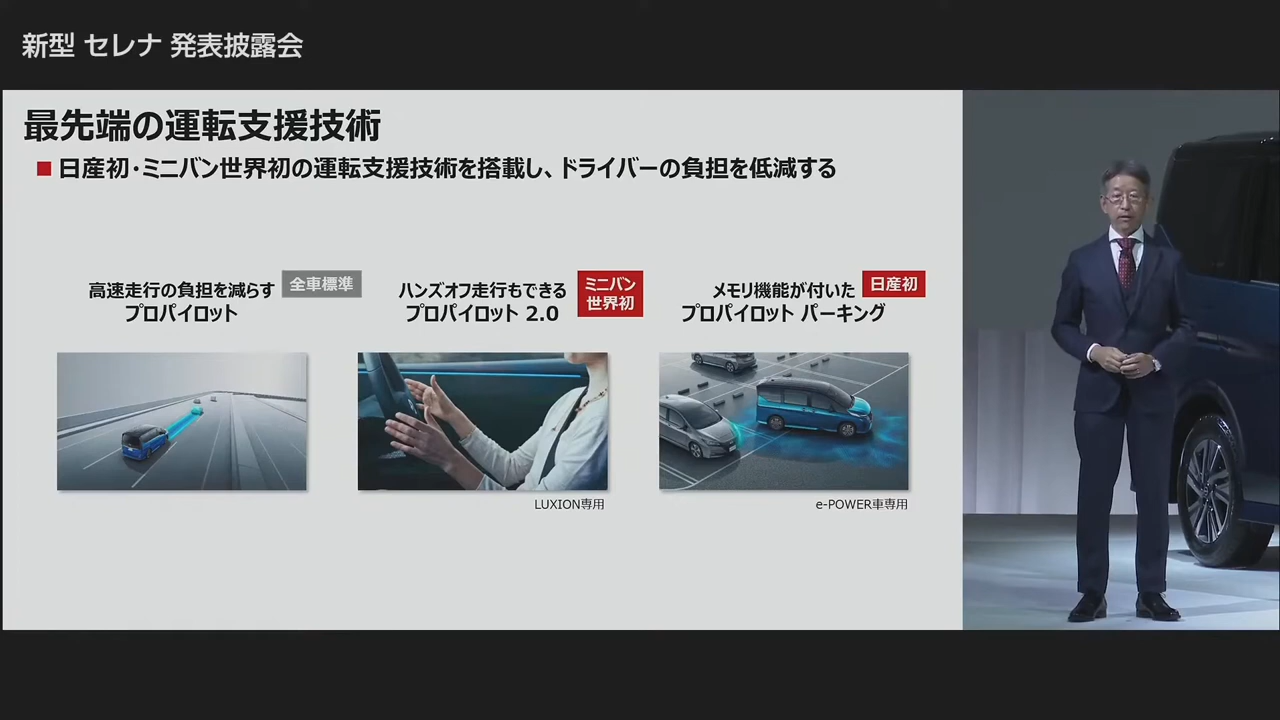 新型 セレナ 発表披露会
最先端の運転支援技術
日産初・ミニバン世界初の運転支援技術を搭載し、ドライバーの負担を低減する
高速走行の負担を減らす
プロパイロット
全車標準
ハンズオフ走行もできる
プロパイロット 2.0
ミニバン
世界初
メモリ機能が付いた
プロパイロット パーキング
日産初
LUXION専用
e-POWER車専用